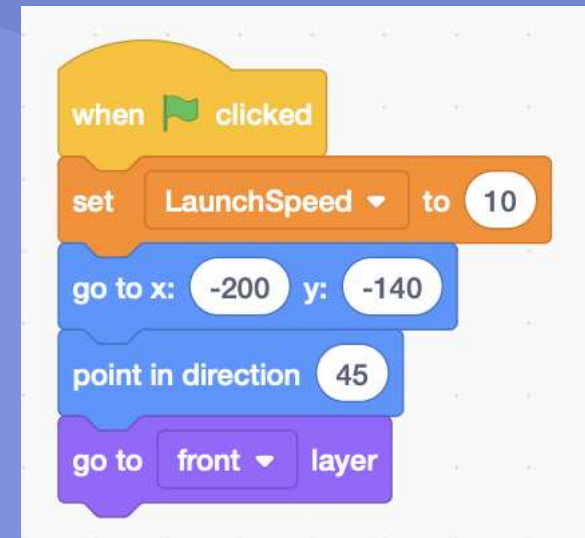 when clicked
set LaunchSpeed to 10
go to x: -200 y: -140
point in direction 45
go to front layer